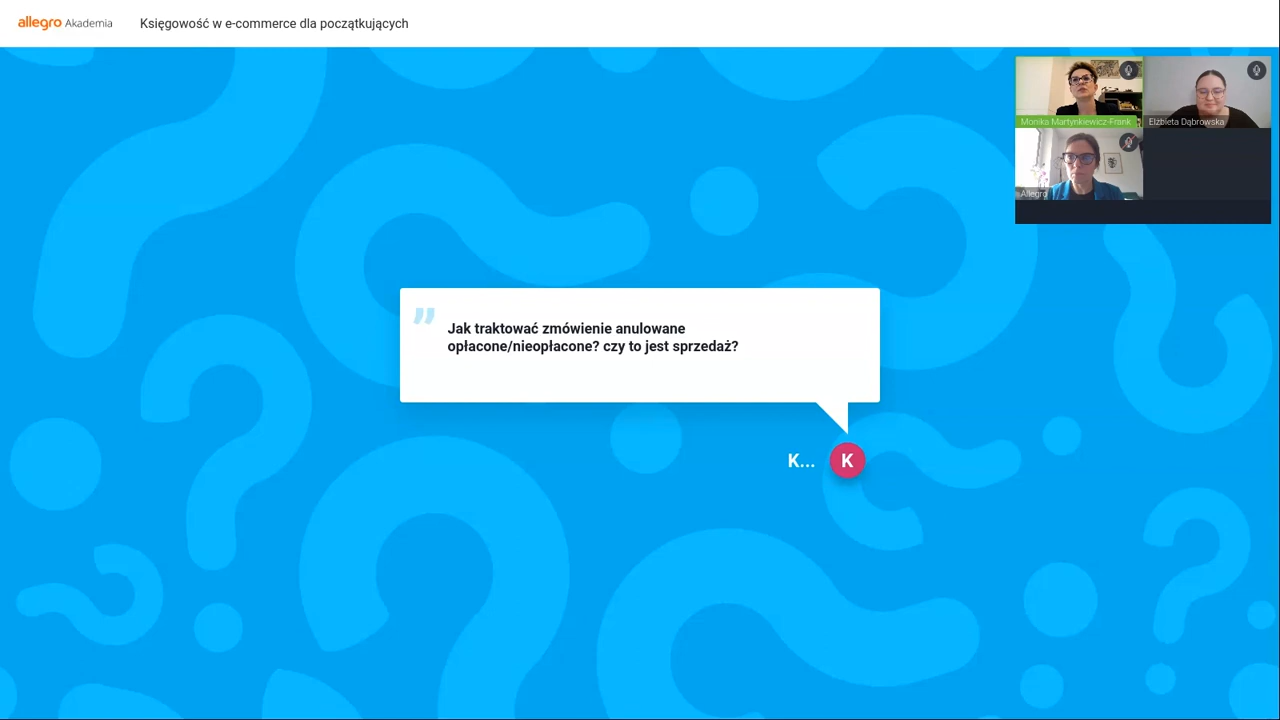 allegro Akademia
Księgowość w e-commerce dla początkujących
Monika Martynkiewicz-Frank
Elżbieta Dąbrowska
Allegro
Jak traktować zmówienie anulowane
opłacone/nieopłacone? czy to jest sprzedaż?
K...
K